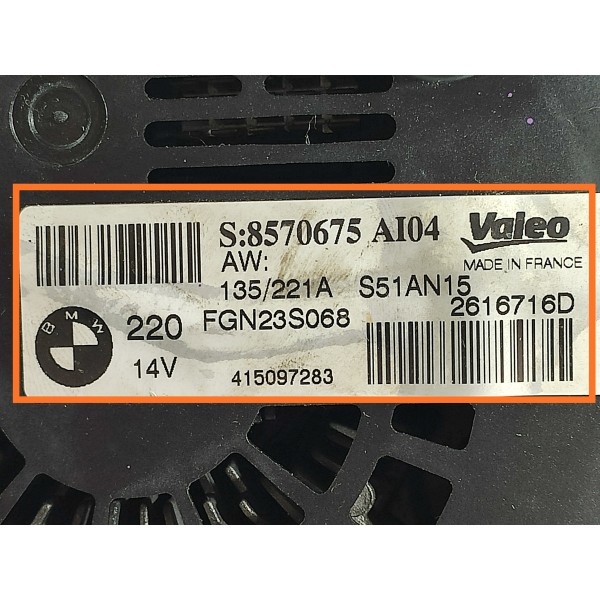 S:8570675 AI04 Valeo
AW: MADE IN FRANCE
135/221A S51AN15
BMW 220 FGN23S068 2616716D
14V 415097283